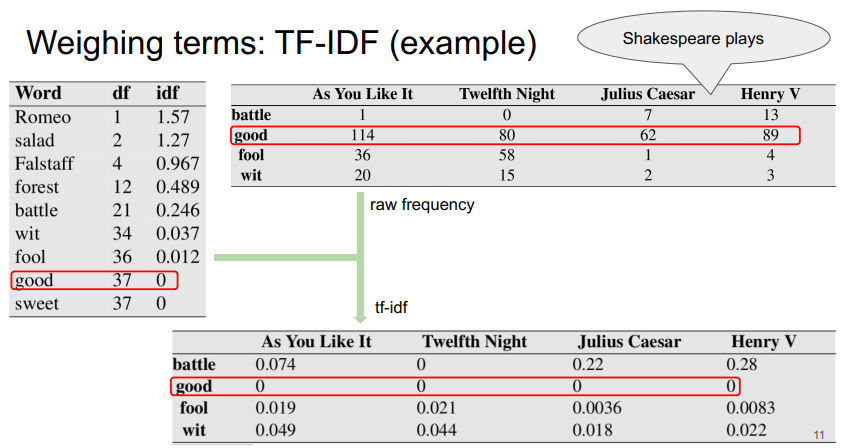 Weighing terms: TF-IDF (example)
Shakespeare plays
Word df idf
Romeo 1 1.57
salad 2 1.27
Falstaff 4 0.967
forest 12 0.489
battle 21 0.246
wit 34 0.037
fool 36 0.012
good 37 0
sweet 37 0
As You Like It Twelfth Night Julius Caesar Henry V
battle 1 0 7 13
good 114 80 62 89
fool 36 58 1 4
wit 20 15 2 3
raw frequency
tf-idf
As You Like It Twelfth Night Julius Caesar Henry V
battle 0.074 0 0.22 0.28
good 0 0 0 0
fool 0.019 0.021 0.0036 0.0083
wit 0.049 0.044 0.018 0.022
11